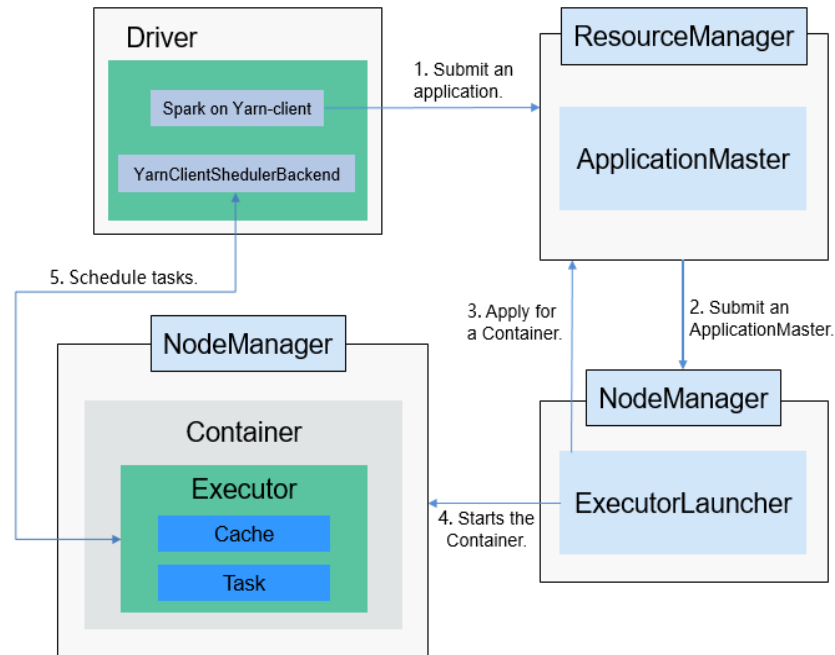 Driver
Spark on Yarn-client
YarnClientShedulerBackend
1. Submit an
application.
ResourceManager
ApplicationMaster
5. Schedule tasks.
3. Apply for
a Container.
2. Submit an
ApplicationMaster.
NodeManager
Container
Executor
Cache
Task
4. Starts the
Container.
NodeManager
ExecutorLauncher